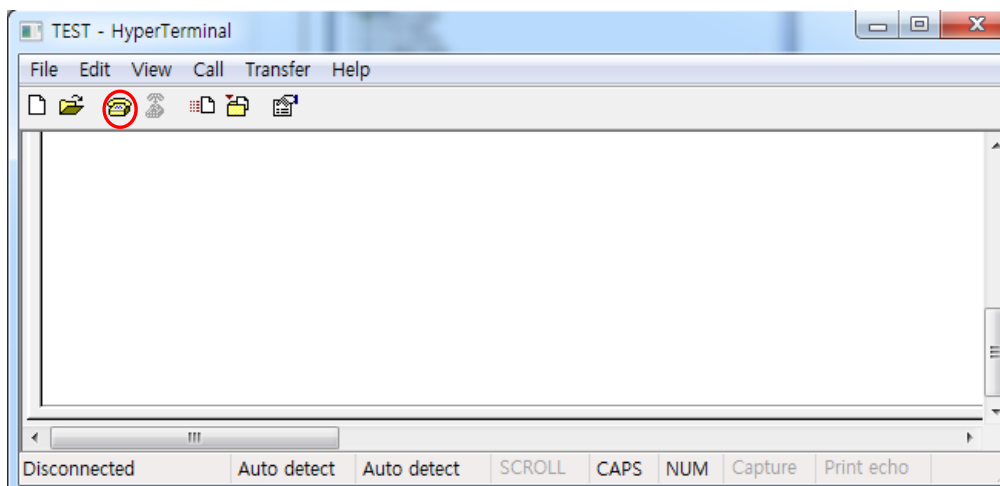 TEST - HyperTerminal
File Edit View Call Transfer Help
Disconnected Auto detect Auto detect SCROLL CAPS NUM Capture Print echo